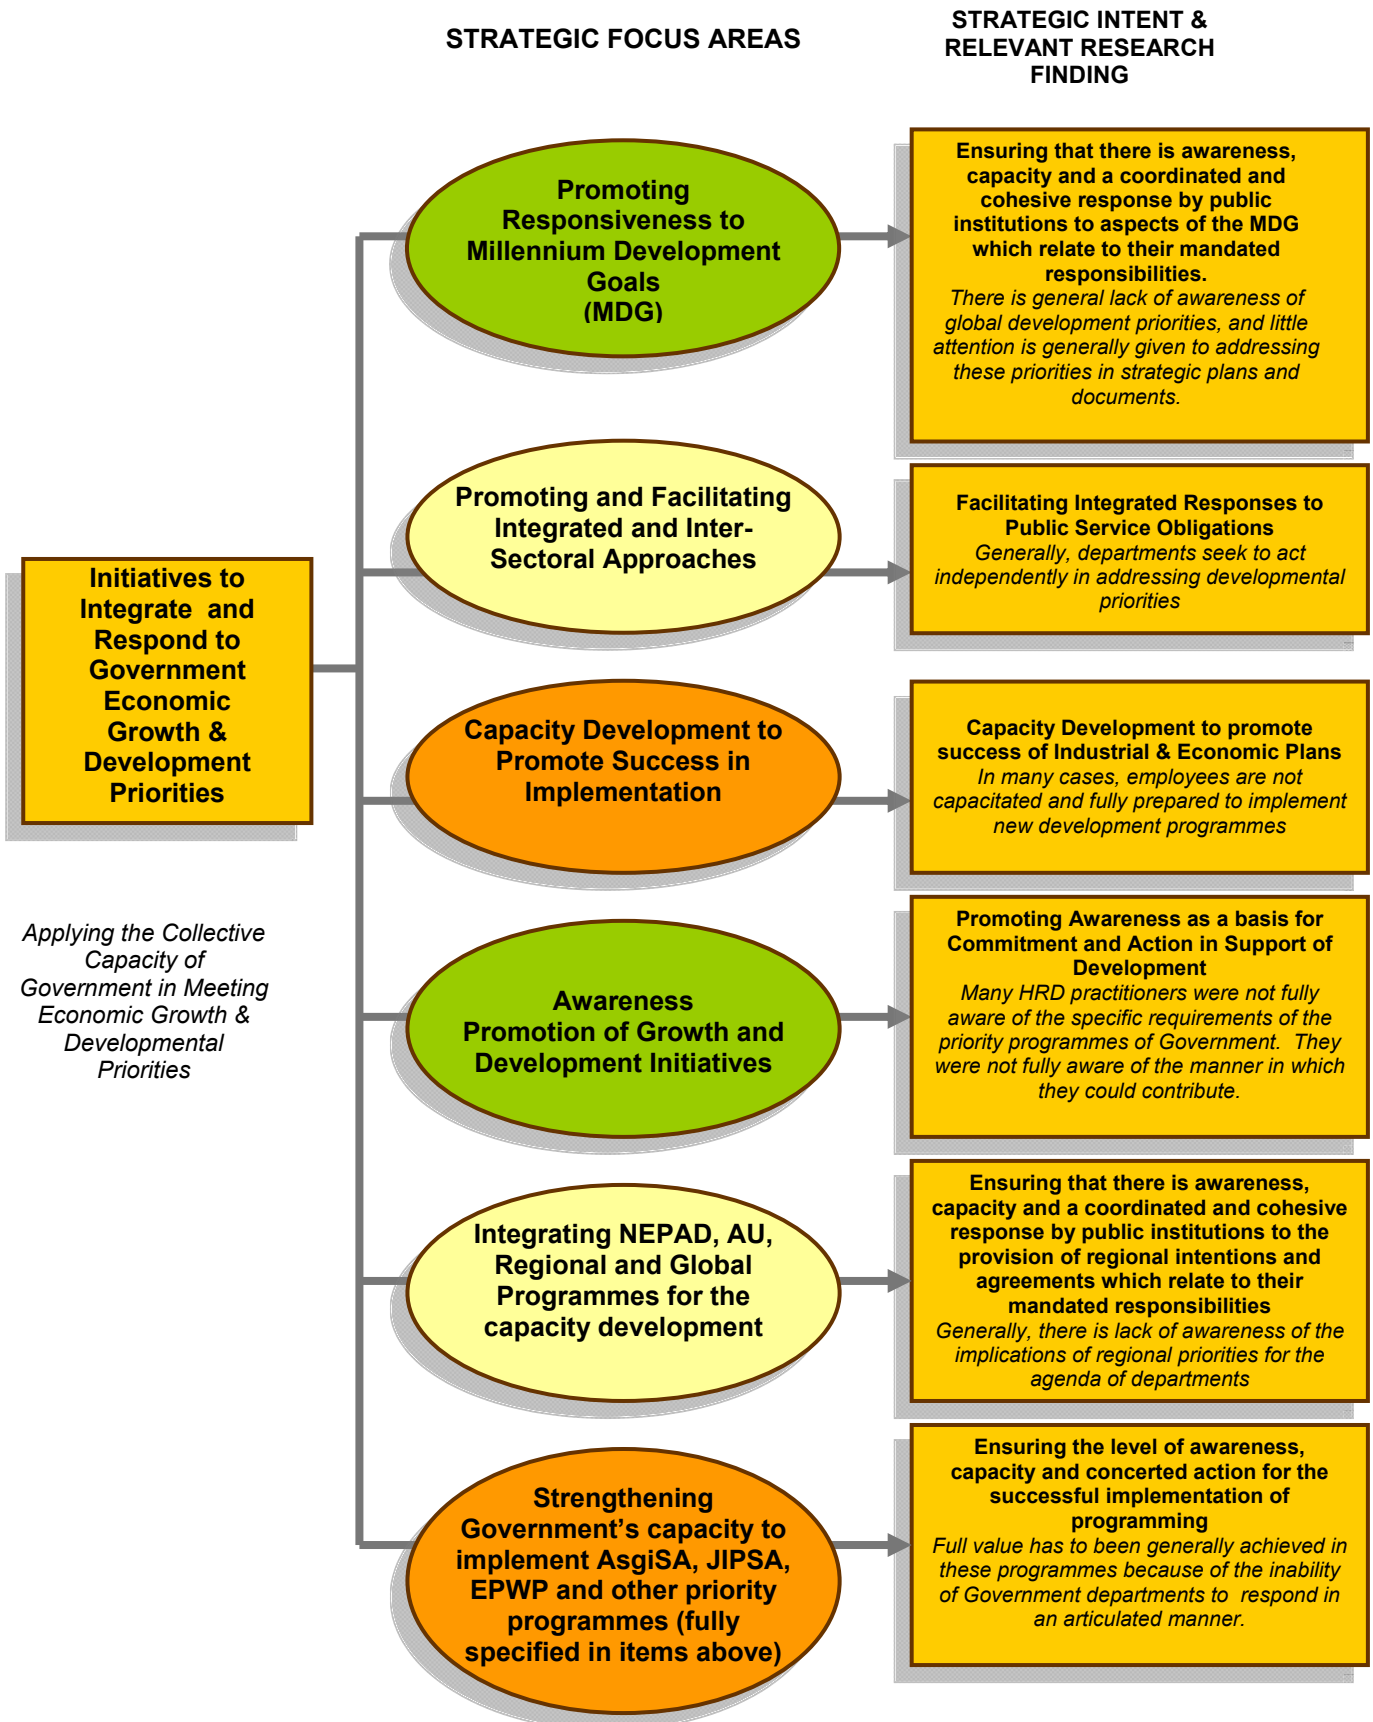 STRATEGIC FOCUS AREAS
STRATEGIC INTENT &
RELEVANT RESEARCH
FINDING
Initiatives to
Integrate and
Respond to
Government
Economic
Growth &
Development
Priorities
Applying the Collective
Capacity of
Government in Meeting
Economic Growth &
Developmental
Priorities
Promoting
Responsiveness to
Millennium Development
Goals
(MDG)
Ensuring that there is awareness,
capacity and a coordinated and
cohesive response by public
institutions to aspects of the MDG
which relate to their mandated
responsibilities.
There is general lack of awareness of
global development priorities, and little
attention is generally given to addressing
these priorities in strategic plans and
documents.
Promoting and Facilitating
Integrated and Inter-
Sectoral Approaches
Facilitating Integrated Responses to
Public Service Obligations
Generally, departments seek to act
independently in addressing developmental
priorities
Capacity Development to
Promote Success in
Implementation
Capacity Development to promote
success of Industrial & Economic Plans
In many cases, employees are not
capacitated and fully prepared to implement
new development programmes
Awareness
Promotion of Growth and
Development Initiatives
Promoting Awareness as a basis for
Commitment and Action in Support of
Development
Many HRD practitioners were not fully
aware of the specific requirements of the
priority programmes of Government. They
were not fully aware of the manner in which
they could contribute.
Integrating NEPAD, AU,
Regional and Global
Programmes for the
capacity development
Ensuring that there is awareness,
capacity and a coordinated and cohesive
response by public institutions to the
provision of regional intentions and
agreements which relate to their
mandated responsibilities
Generally, there is lack of awareness of the
implications of regional priorities for the
agenda of departments
Strengthening
Government's capacity to
implement AsgiSA, JIPSA,
EPWP and other priority
programmes (fully
specified in items above)
Ensuring the level of awareness,
capacity and concerted action for the
successful implementation of
programming
Full value has to been generally achieved in
these programmes because of the inability
of Government departments to respond in
an articulated manner.